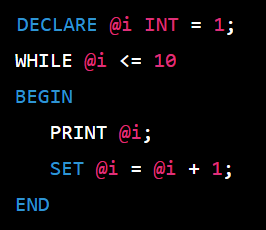 DECLARE @i INT = 1;
WHILE @i <= 10
BEGIN
PRINT @i;
SET @i = @i + 1;
END